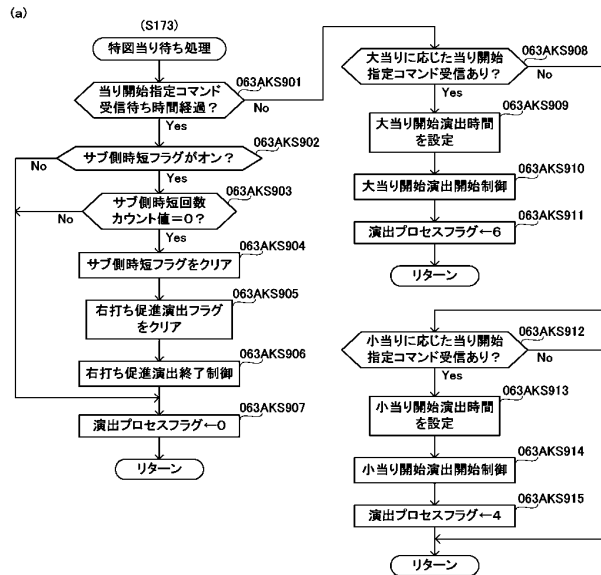 (a)
(S173)
特図当り待ち処理
063AKS901
当り開始指定コマンド
受信待ち時間経過？
No
Yes
063AKS902
サブ側時短フラグがオン？
No
Yes
063AKS903
サブ側時短回数
カウント値＝0？
No
Yes
063AKS904
サブ側時短フラグをクリア
063AKS905
右打ち促進演出フラグ
をクリア
063AKS906
右打ち促進演出終了制御
063AKS907
演出プロセスフラグ←0
リターン
063AKS908
大当りに応じた当り開始
指定コマンド受信あり？
No
Yes
063AKS909
大当り開始演出時間
を設定
063AKS910
大当り開始演出開始制御
063AKS911
演出プロセスフラグ←6
リターン
063AKS912
小当りに応じた当り開始
指定コマンド受信あり？
No
Yes
063AKS913
小当り開始演出時間
を設定
063AKS914
小当り開始演出開始制御
063AKS915
演出プロセスフラグ←4
リターン